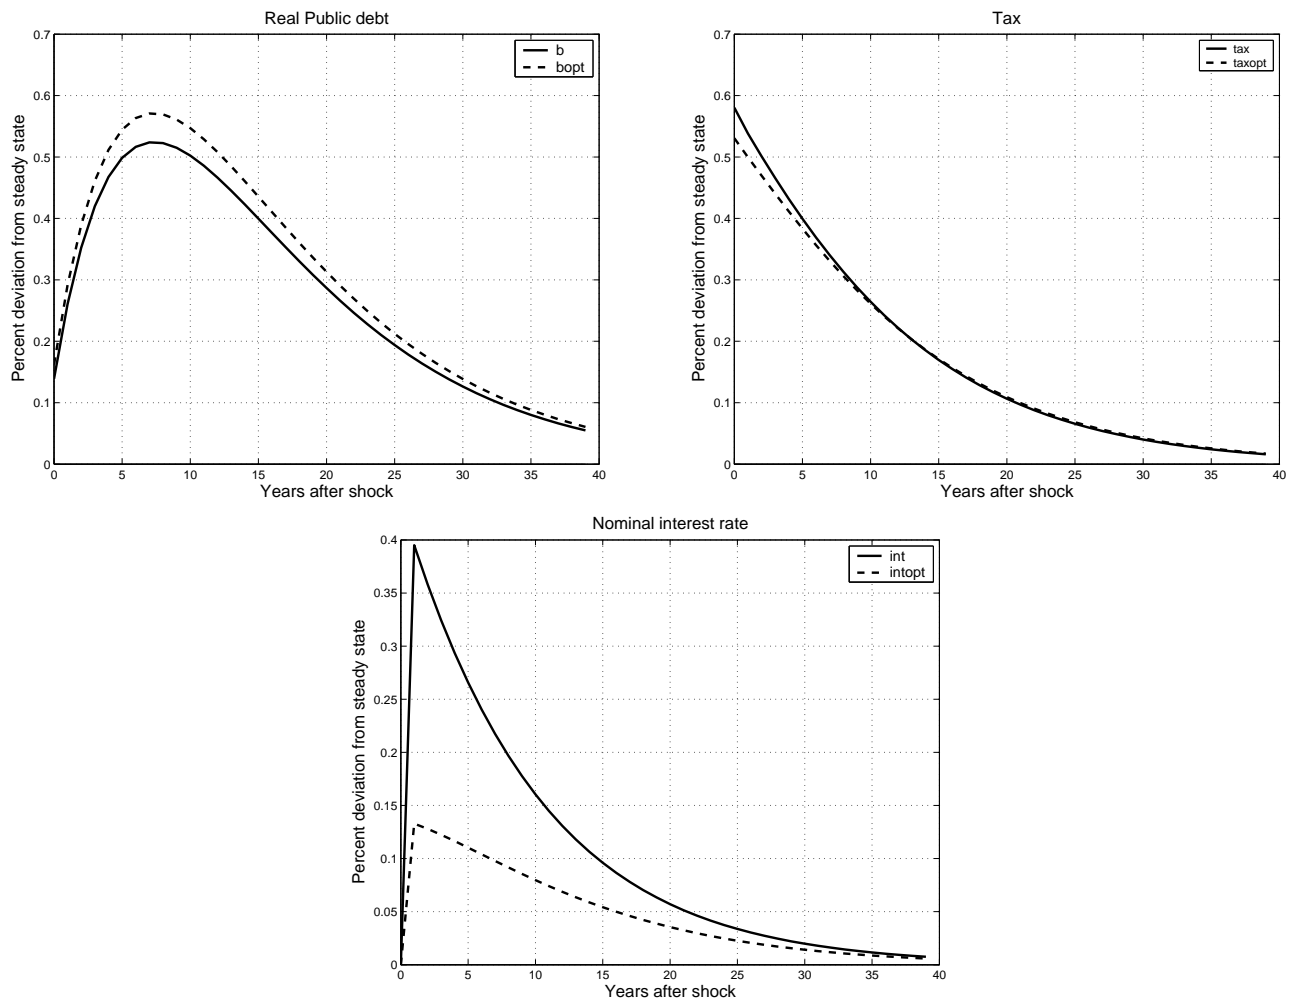 Real Public debt
0.7
0.6
0.5
0.4
0.3
0.2
0.1
0
b
bopt
Percent deviation from steady state
0 5 10 15 20 25 30 35 40
Years after shock
Tax
0.7
0.6
0.5
0.4
0.3
0.2
0.1
0
tax
taxopt
Percent deviation from steady state
0 5 10 15 20 25 30 35 40
Years after shock
Nominal interest rate
0.4
0.35
0.3
0.25
0.2
0.15
0.1
0.05
0
int
intopt
Percent deviation from steady state
0 5 10 15 20 25 30 35 40
Years after shock